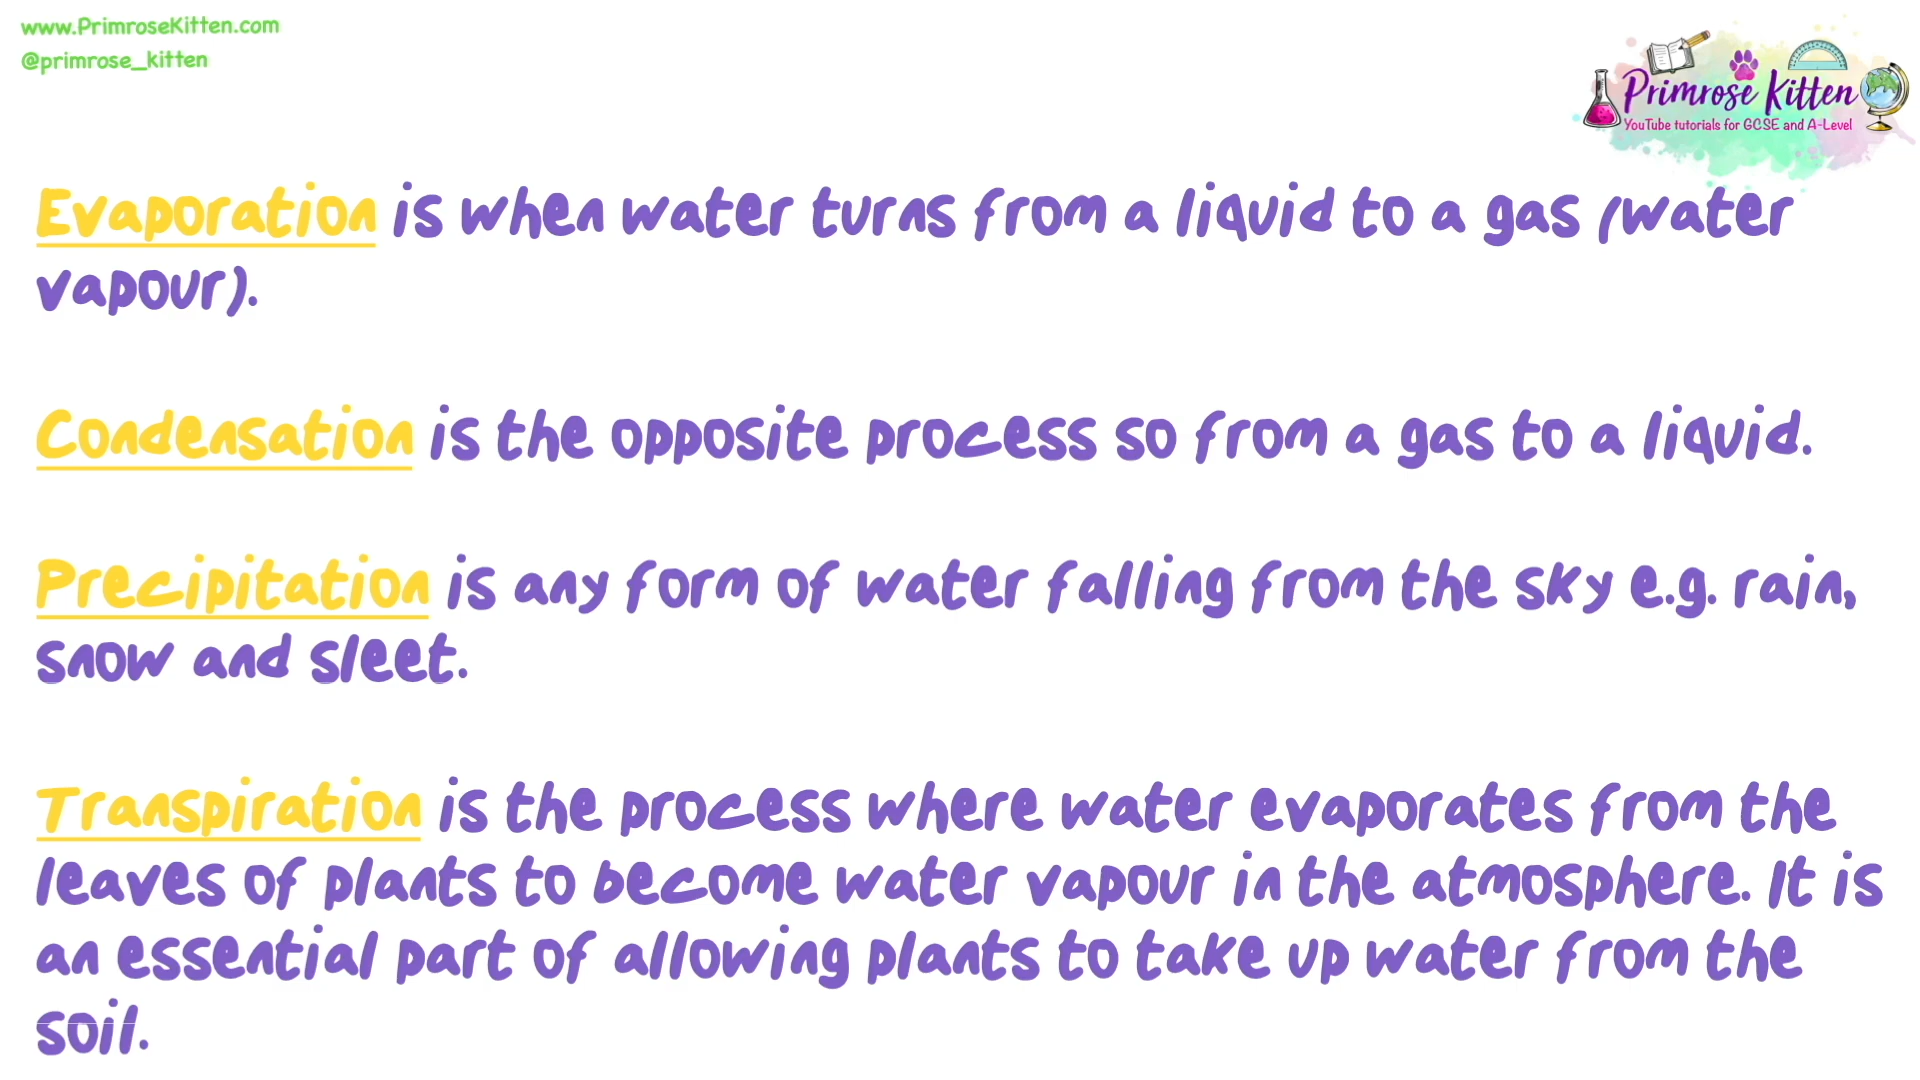 www.PrimroseKitten.com
@primrose_kitten
Primrose Kitten
YouTube tutorials for GCSE and A-Level
Evaporation is when water turns from a liquid to a gas (water
vapour).
Condensation is the opposite process so from a gas to a liquid.
Precipitation is any form of water falling from the sky e.g. rain,
snow and sleet.
Transpiration is the process where water evaporates from the
leaves of plants to become water vapour in the atmosphere. It is
an essential part of allowing plants to take up water from the
soil.